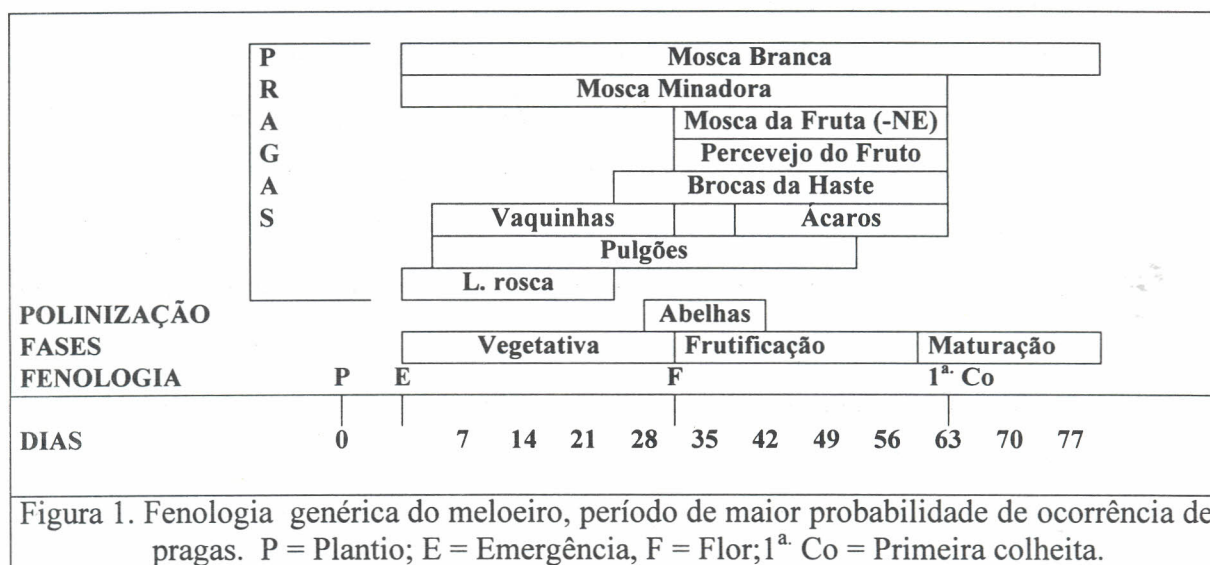 P Mosca Branca
R Mosca Minadora
A Mosca da Fruta (-NE)
G Percevejo do Fruto
A Brocas da Haste
S Vaquinhas Ácaros
Pulgões
L. rosca
POLINIZAÇÃO Abelhas
FASES Vegetativa Frutificação Maturação
FENOLOGIA P E F 1ª. Co
DIAS 0 7 14 21 28 35 42 49 56 63 70 77
Figura 1. Fenologia genérica do meloeiro, período de maior probabilidade de ocorrência de
pragas. P = Plantio; E = Emergência, F = Flor;1ª. Co = Primeira colheita.